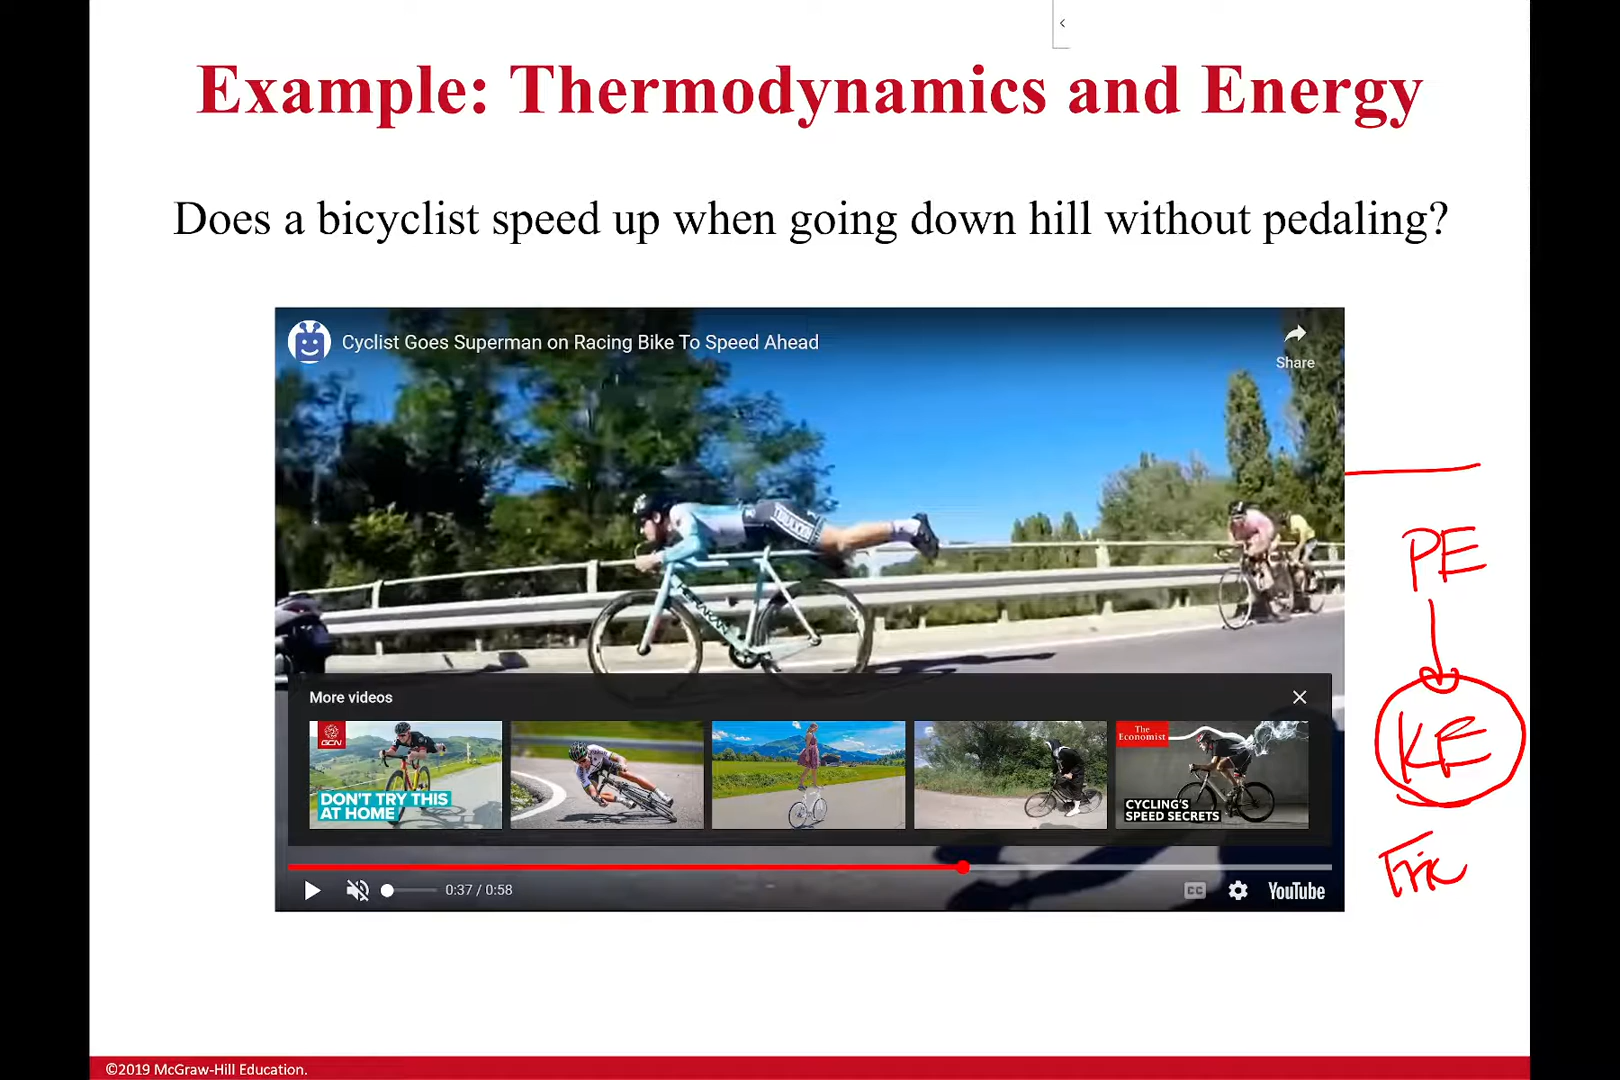 Example: Thermodynamics and Energy
Does a bicyclist speed up when going down hill without pedaling?
Cyclist Goes Superman on Racing Bike To Speed Ahead
Share
PE
KE
Fric
More videos
GCN
DON'T TRY THIS
AT HOME
The
Economist
CYCLING'S
SPEED SECRETS
0:37 / 0:58
CC
YouTube
©2019 McGraw-Hill Education.